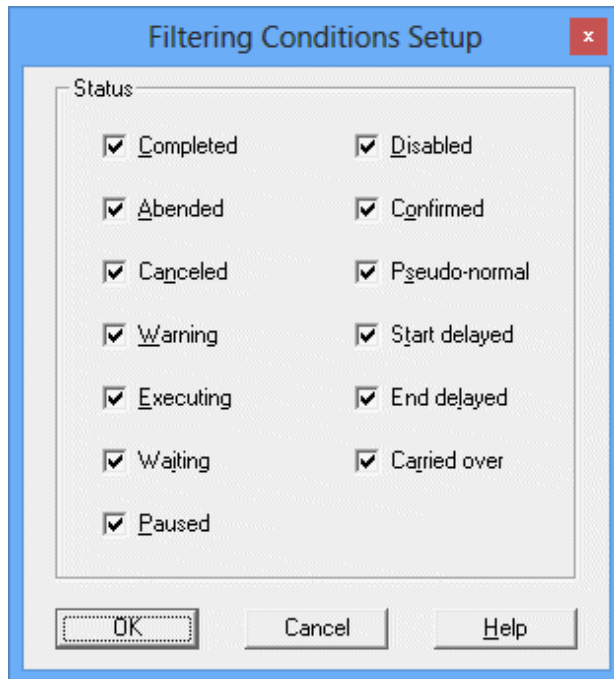 Filtering Conditions Setup
x
Status
Completed
Disabled
Abended
Confirmed
Canceled
Pseudo-normal
Warning
Start delayed
Executing
End delayed
Waiting
Carried over
Paused
OK
Cancel
Help